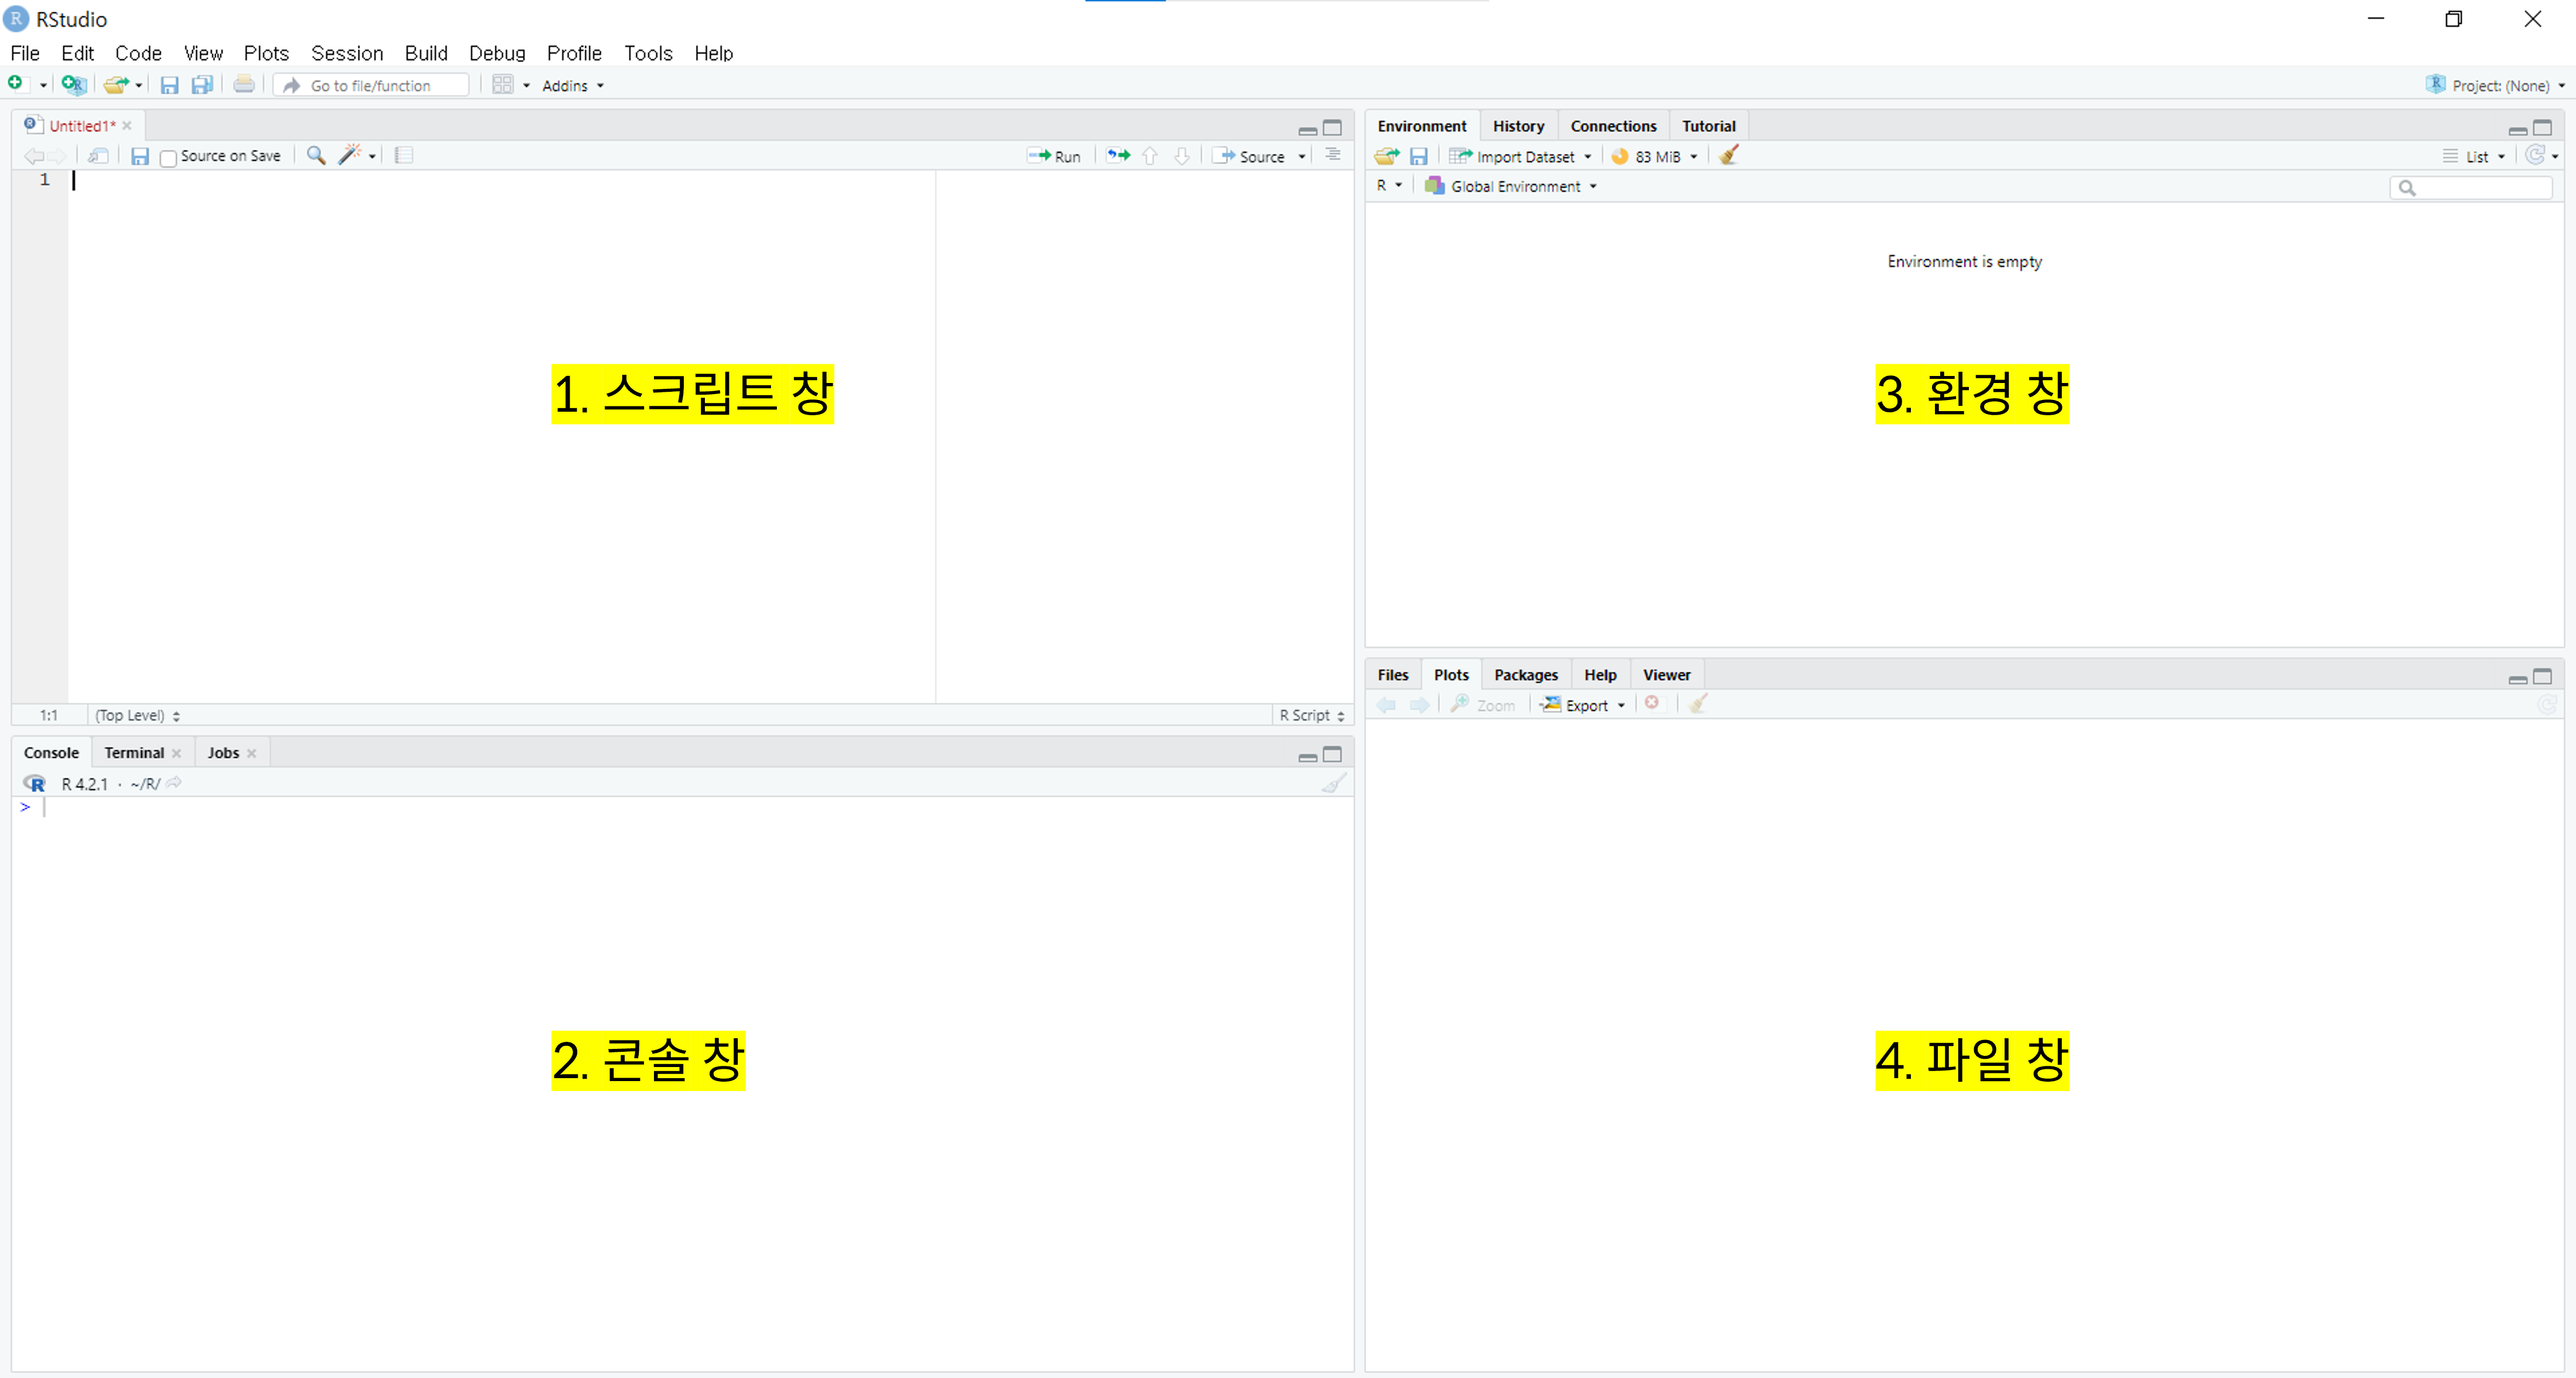 RStudio
File Edit Code View Plots Session Build Debug Profile Tools Help
Go to file/function Addins Project: (None)
Untitled1*
Source on Save Run Source
1
1. 스크립트 창
1:1 (Top Level) R Script
Console Terminal Jobs
R 4.2.1 · ~/R/
>
2. 콘솔 창
Environment History Connections Tutorial
Import Dataset 83 MiB List
R Global Environment
Environment is empty
3. 환경 창
Files Plots Packages Help Viewer
Zoom Export
4. 파일 창